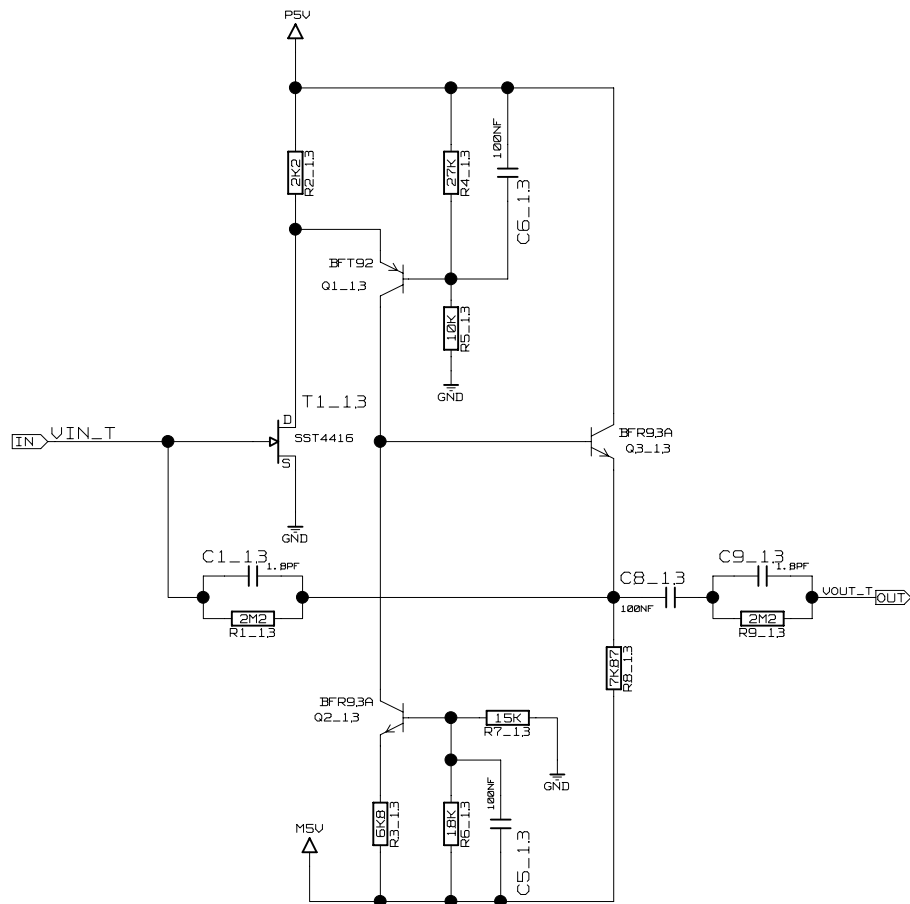 P5V
100NF
2K2
R2_1.3
27K
R4_1.3
C6_1.3
BFT92
Q1_1.3
10K
R5_1.3
GND
T1_1.3
D
SST4416
S
IN
VIN_T
BFR93A
Q3_1.3
GND
C1_1.3
1.8PF
2M2
R1_1.3
C8_1.3
100NF
C9_1.3
1.8PF
2M2
R9_1.3
VOUT_T
OUT
7K87
R8_1.3
BFR93A
Q2_1.3
15K
R7_1.3
GND
100NF
6K8
R3_1.3
18K
R6_1.3
C5_1.3
M5V